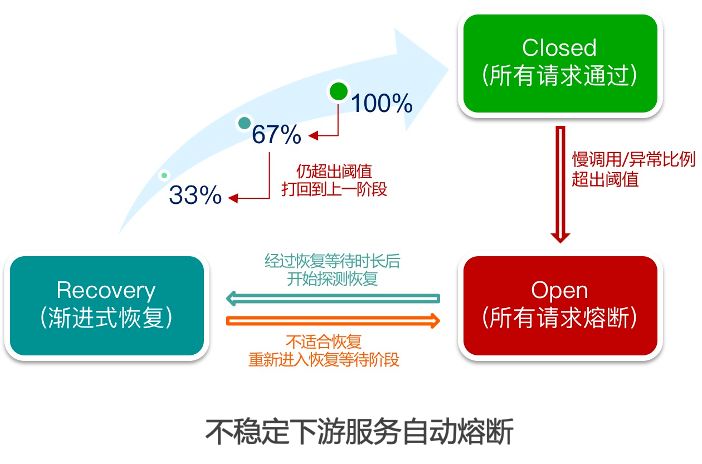 Closed
(所有请求通过)
100%
67%
33%
仍超出阈值
打回到上一阶段
慢调用/异常比例
超出阈值
Recovery
(渐进式恢复)
经过恢复等待时长后
开始探测恢复
不适合恢复
重新进入恢复等待阶段
Open
(所有请求熔断)
不稳定下游服务自动熔断